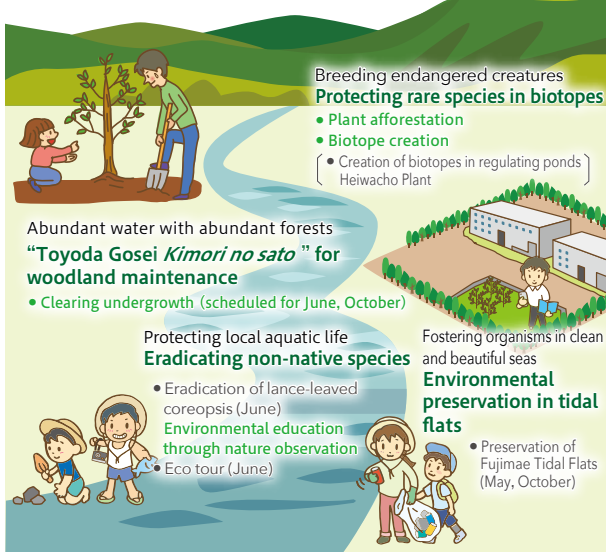 Breeding endangered creatures
Protecting rare species in biotopes
• Plant afforestation
• Biotope creation
• Creation of biotopes in regulating ponds
Heiwacho Plant
Abundant water with abundant forests
“Toyoda Gosei Kimori no sato ” for
woodland maintenance
• Clearing undergrowth (scheduled for June, October)
Protecting local aquatic life
Eradicating non-native species
• Eradication of lance-leaved
coreopsis (June)
Environmental education
through nature observation
• Eco tour (June)
Fostering organisms in clean
and beautiful seas
Environmental
preservation in tidal
flats
• Preservation of
Fujimae Tidal Flats
(May, October)